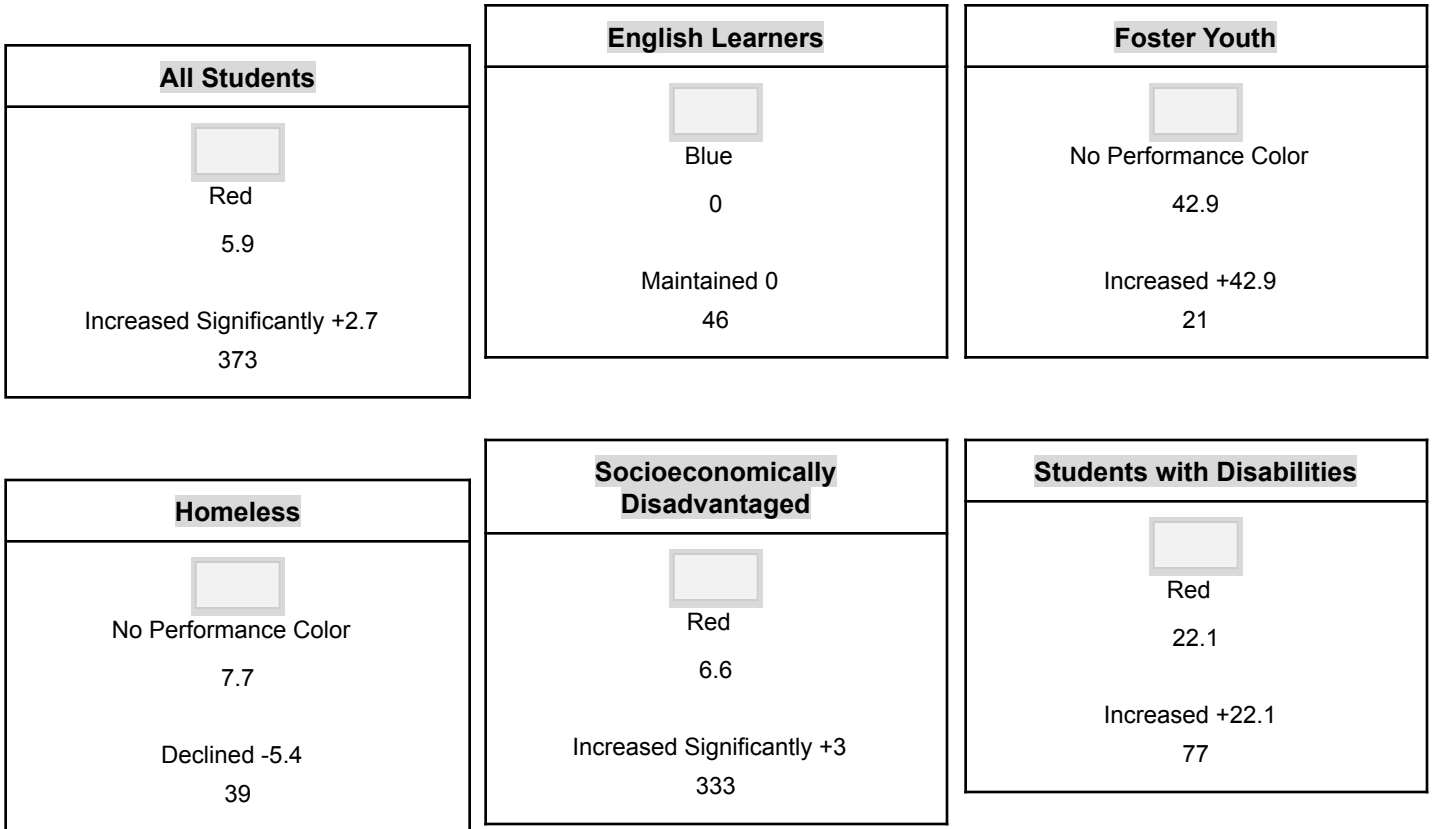 All Students
Red
5.9
Increased Significantly +2.7
373
English Learners
Blue
0
Maintained 0
46
Foster Youth
No Performance Color
42.9
Increased +42.9
21
Homeless
No Performance Color
7.7
Declined -5.4
39
Socioeconomically
Disadvantaged
Red
6.6
Increased Significantly +3
333
Students with Disabilities
Red
22.1
Increased +22.1
77